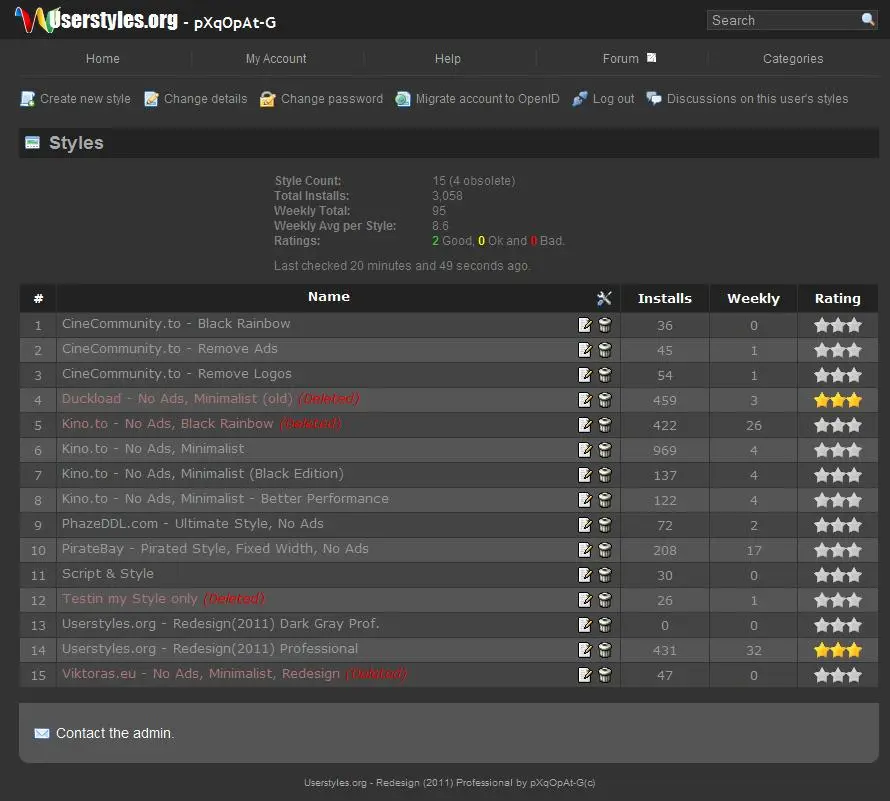 Userstyles.org - pXqOpAt-G
Search
Home My Account Help Forum Categories
Create new style Change details Change password Migrate account to OpenID Log out Discussions on this user's styles
Styles
Style Count: 15 (4 obsolete)
Total Installs: 3,058
Weekly Total: 95
Weekly Avg per Style: 8.6
Ratings: 2 Good, 0 Ok and 0 Bad.
Last checked 20 minutes and 49 seconds ago.
# Name Installs Weekly Rating
1 CineCommunity.to - Black Rainbow 36 0
2 CineCommunity.to - Remove Ads 45 1
3 CineCommunity.to - Remove Logos 54 1
4 Duckload - No Ads, Minimalist (old) (Deleted) 459 3
5 Kino.to - No Ads, Black Rainbow (Deleted) 422 26
6 Kino.to - No Ads, Minimalist 969 4
7 Kino.to - No Ads, Minimalist (Black Edition) 137 4
8 Kino.to - No Ads, Minimalist - Better Performance 122 4
9 PhazeDDL.com - Ultimate Style, No Ads 72 2
10 PirateBay - Pirated Style, Fixed Width, No Ads 208 17
11 Script & Style 30 0
12 Testin my Style only (Deleted) 26 1
13 Userstyles.org - Redesign(2011) Dark Gray Prof. 0 0
14 Userstyles.org - Redesign(2011) Professional 431 32
15 Viktoras.eu - No Ads, Minimalist, Redesign (Deleted) 47 0
Contact the admin.
Userstyles.org - Redesign (2011) Professional by pXqOpAt-G(c)